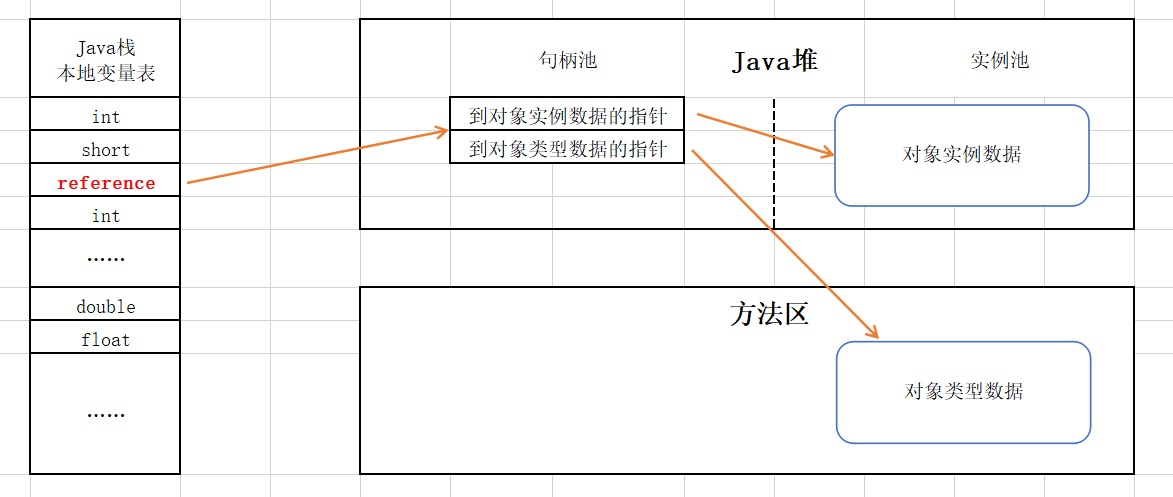 Java栈
本地变量表
int
short
reference
int
……
double
float
……
句柄池
Java堆
实例池
到对象实例数据的指针
到对象类型数据的指针
对象实例数据
方法区
对象类型数据